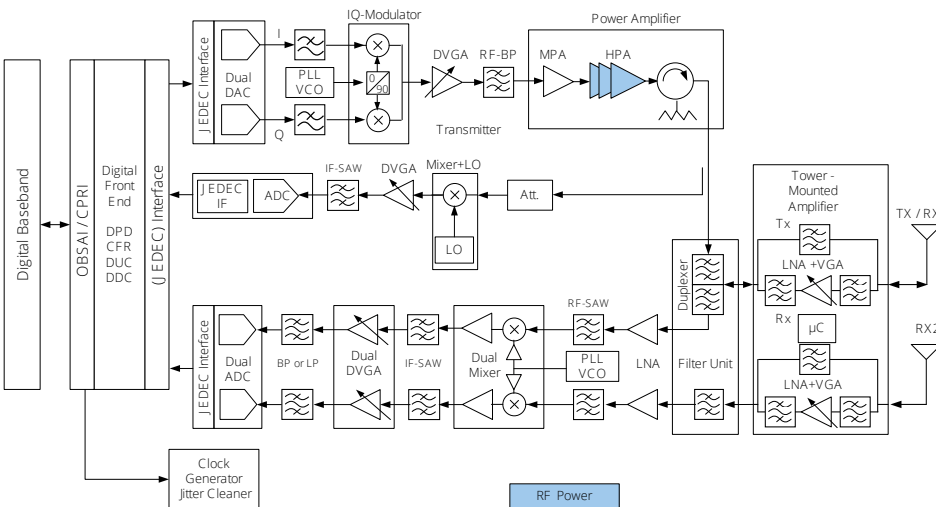 IQ-Modulator
Power Amplifier
JEDEC Interface
Dual
DAC
I
Q
PLL
VCO
0
90
DVGA
RF-BP
MPA
HPA
Transmitter
Digital Baseband
OBSAI / CPRI
Digital
Front
End
DPD
CFR
DUC
DDC
(JEDEC) Interface
JEDEC
IF
ADC
IF-SAW
DVGA
Mixer+LO
LO
Att.
Tower -
Mounted
Amplifier
Tx
LNA +VGA
Rx
µC
LNA+VGA
TX / RX
RX2
Duplexer
Filter Unit
JEDEC Interface
Dual
ADC
BP or LP
Dual
DVGA
IF-SAW
Dual
Mixer
RF-SAW
PLL
VCO
LNA
Clock
Generator
Jitter Cleaner
RF Power